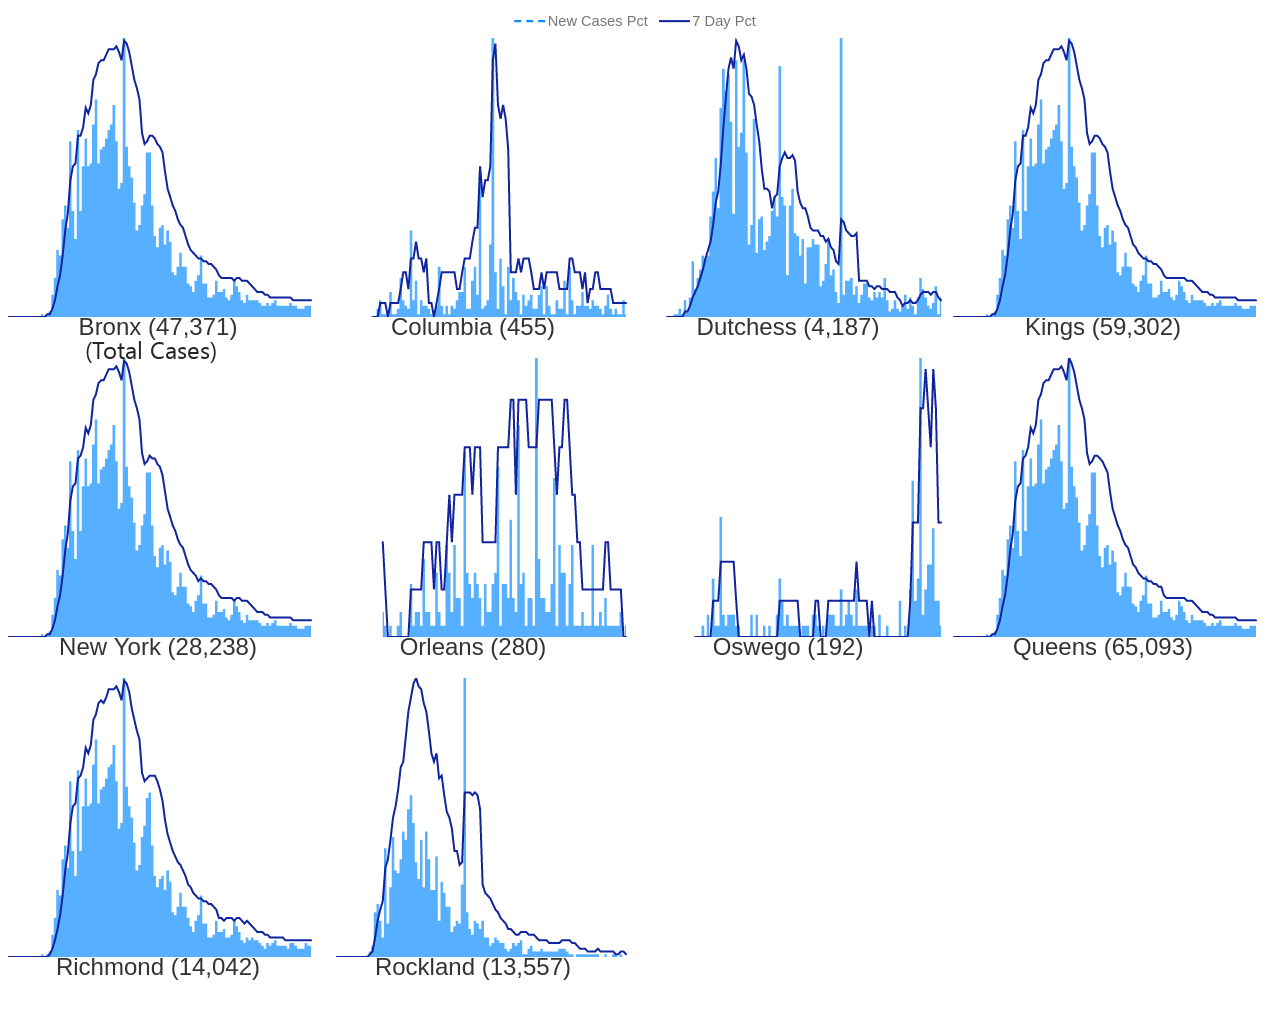 New Cases Pct 7 Day Pct
Bronx (47,371) Columbia (455) Dutchess (4,187) Kings (59,302)
(Total Cases)
New York (28,238) Orleans (280) Oswego (192) Queens (65,093)
Richmond (14,042) Rockland (13,557)